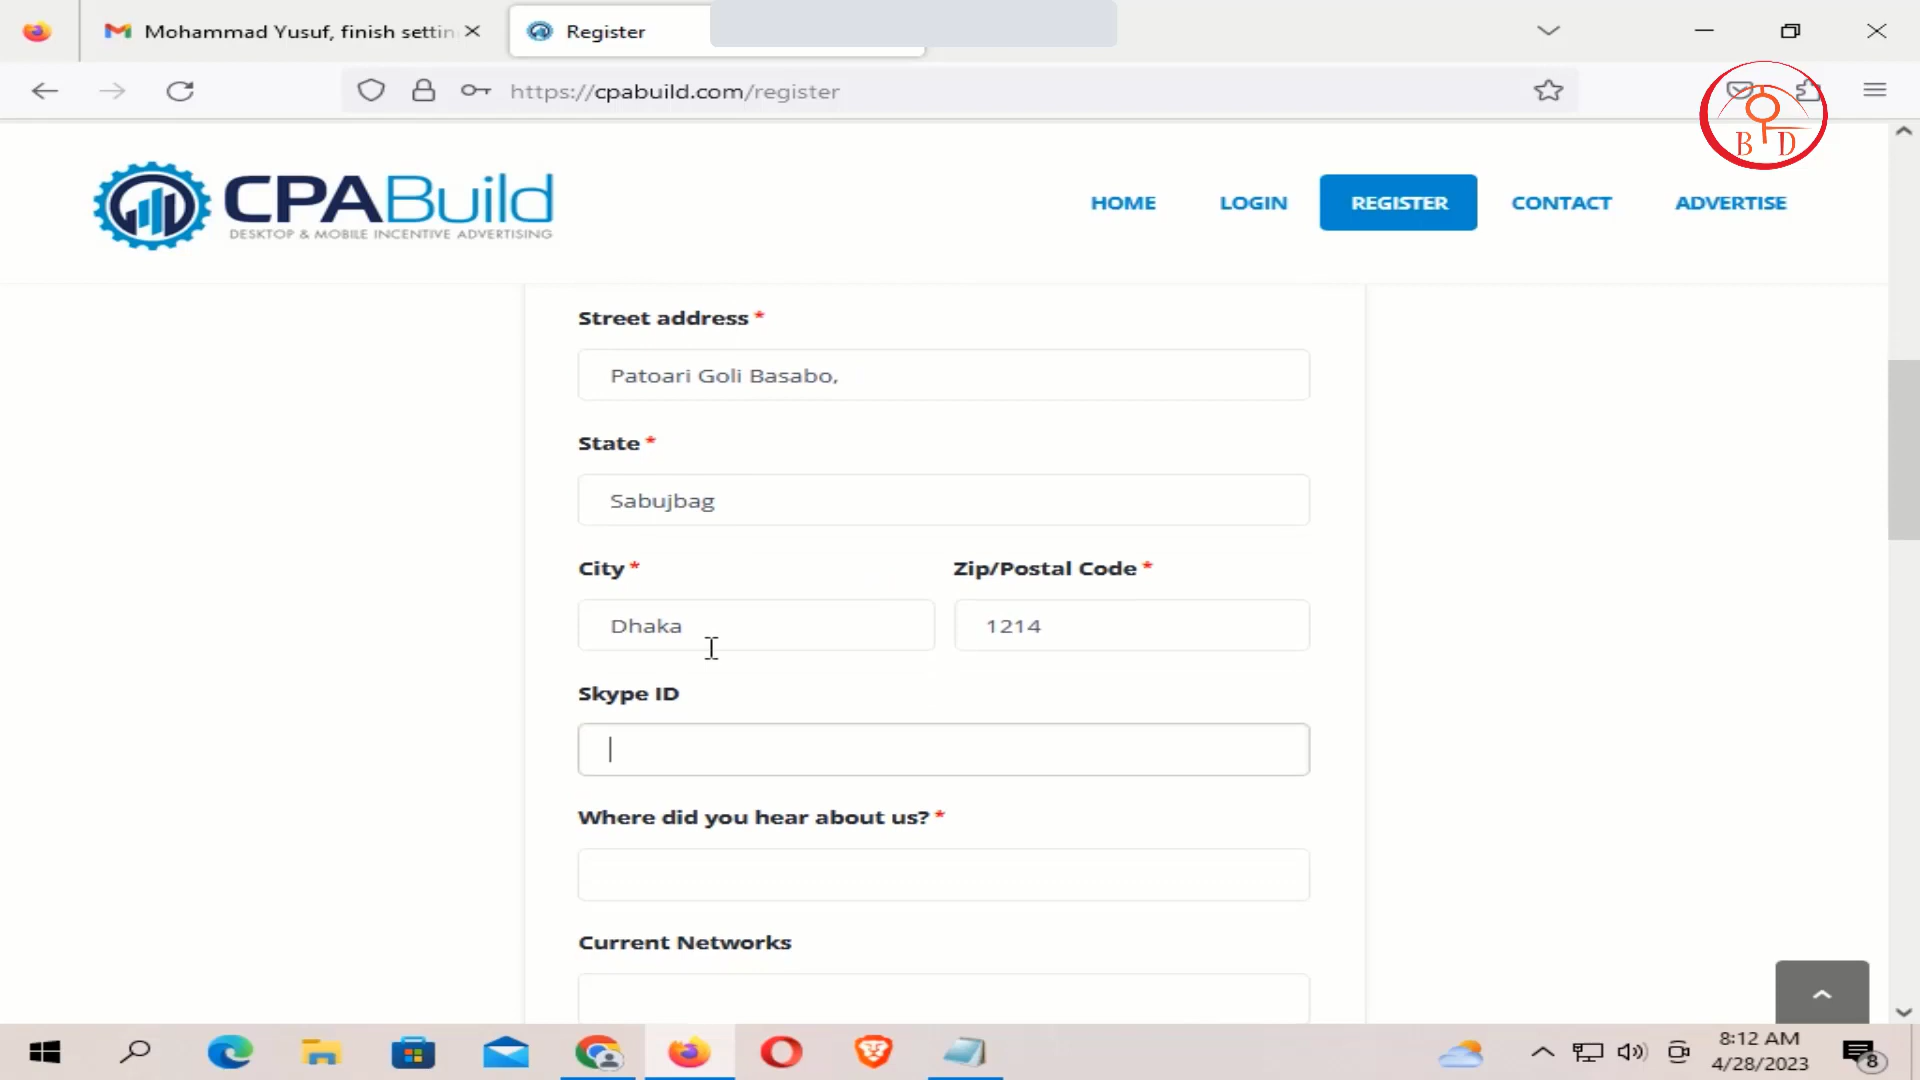 Mohammad Yusuf, finish settin
Register
https://cpabuild.com/register
B D
CPABuild
DESKTOP & MOBILE INCENTIVE ADVERTISING
HOME
LOGIN
REGISTER
CONTACT
ADVERTISE
Street address *
Patoari Goli Basabo,
State *
Sabujbag
City *
Zip/Postal Code *
Dhaka
1214
Skype ID
Where did you hear about us? *
Current Networks
8:12 AM
4/28/2023
8